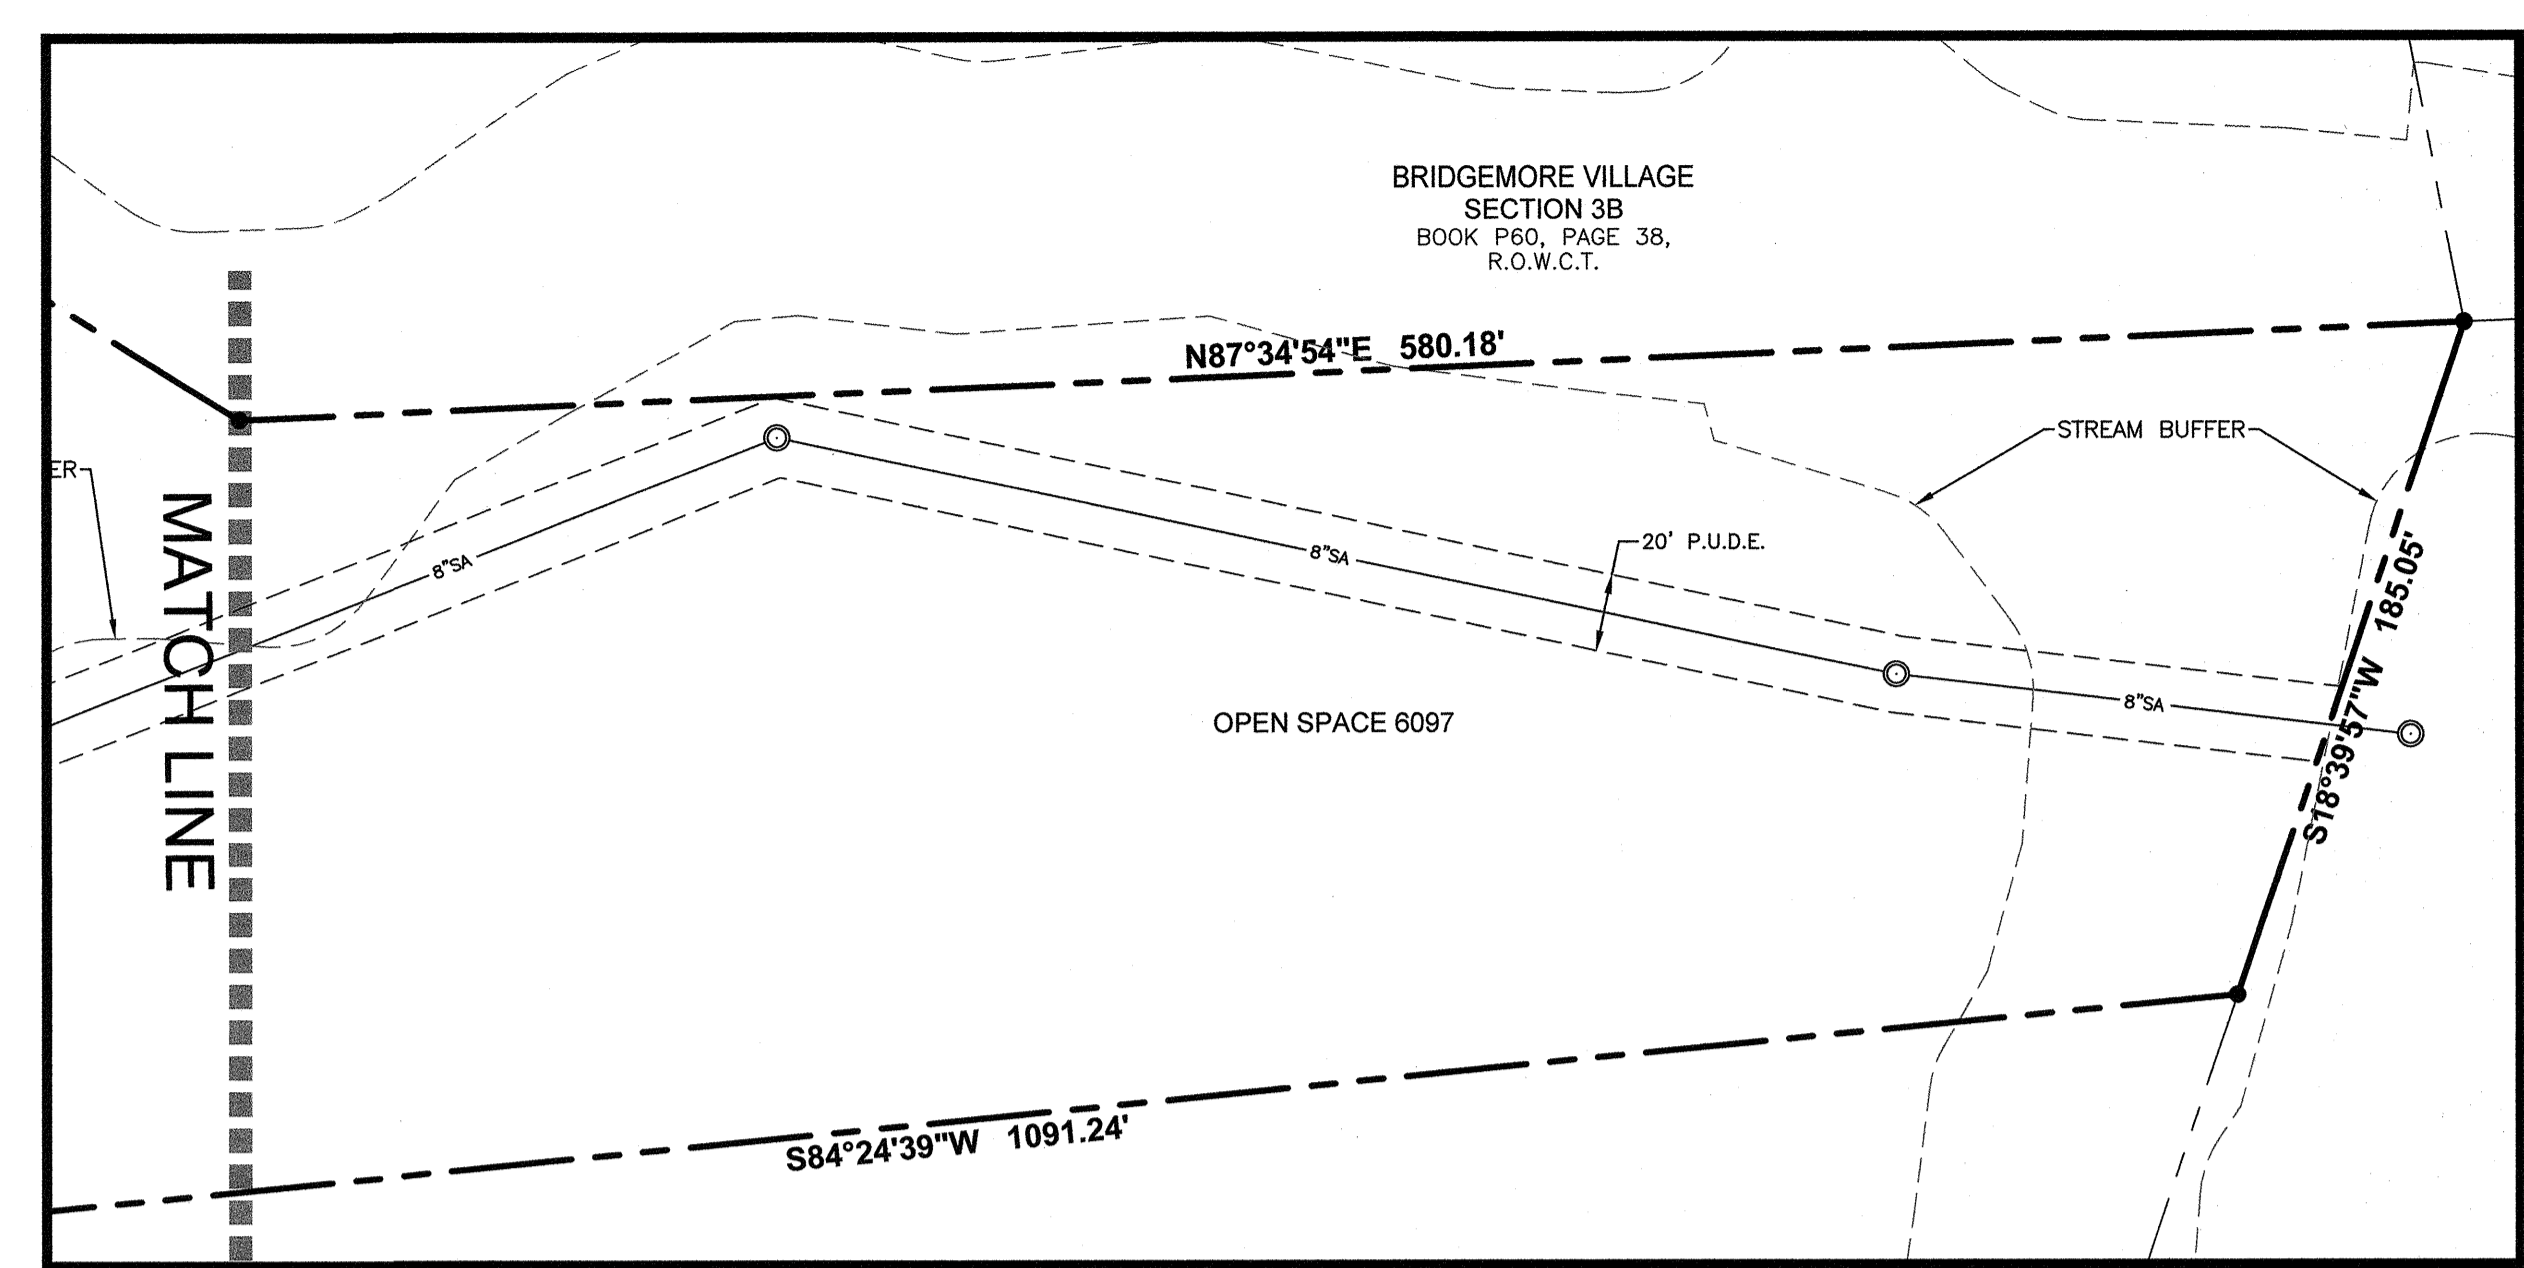 BRIDGEMORE VILLAGE
SECTION 3B
BOOK P60, PAGE 38,
R.O.W.C.T.
N87°34'54"E 580.18'
STREAM BUFFER
ER
MATCH LINE
8"SA
8"SA
20' P.U.D.E.
S18°39'57"W 185.05'
8"SA
OPEN SPACE 6097
S84°24'39"W 1091.24'